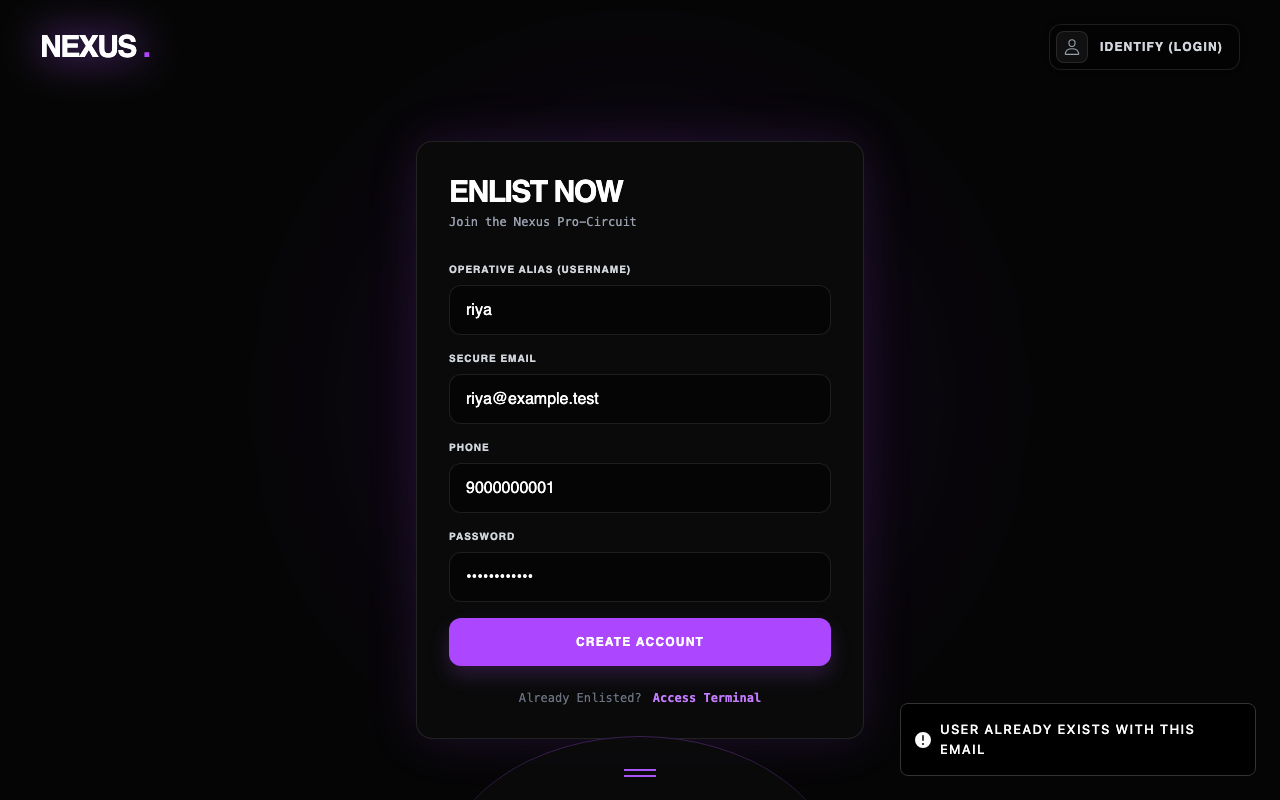 NEXUS .
IDENTIFY (LOGIN)
ENLIST NOW
Join the Nexus Pro-Circuit
OPERATIVE ALIAS (USERNAME)
riya
SECURE EMAIL
riya@example.test
PHONE
9000000001
PASSWORD
••••••••••••
CREATE ACCOUNT
Already Enlisted? Access Terminal
USER ALREADY EXISTS WITH THIS
EMAIL